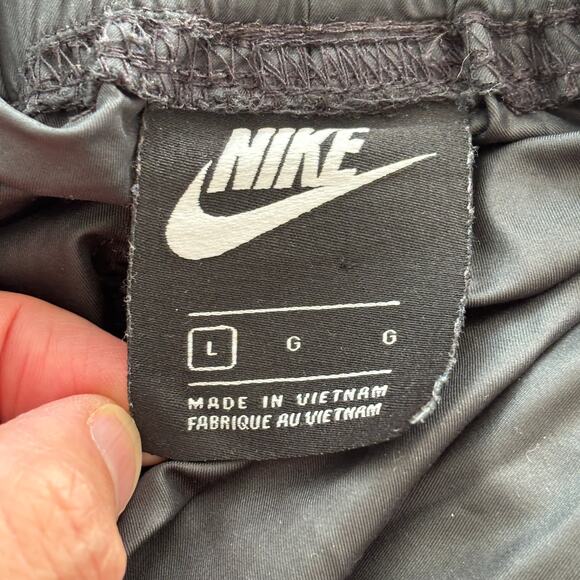 NIKE
L G G
MADE IN VIETNAM
FABRIQUE AU VIETNAM